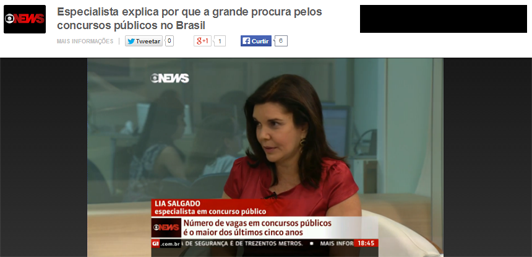 NEWS
Especialista explica por que a grande procura pelos
concursos públicos no Brasil
MAIS INFORMAÇÕES
Tweetar 0
g+1 1
Curtir 6
NEWS
LIA SALGADO
especialista em concurso público
NEWS
Número de vagas em concursos públicos
é o maior dos últimos cinco anos
.com.br
AS DE SEGURANÇA É DE TREZENTOS METROS. MAIS INFOR
18:45